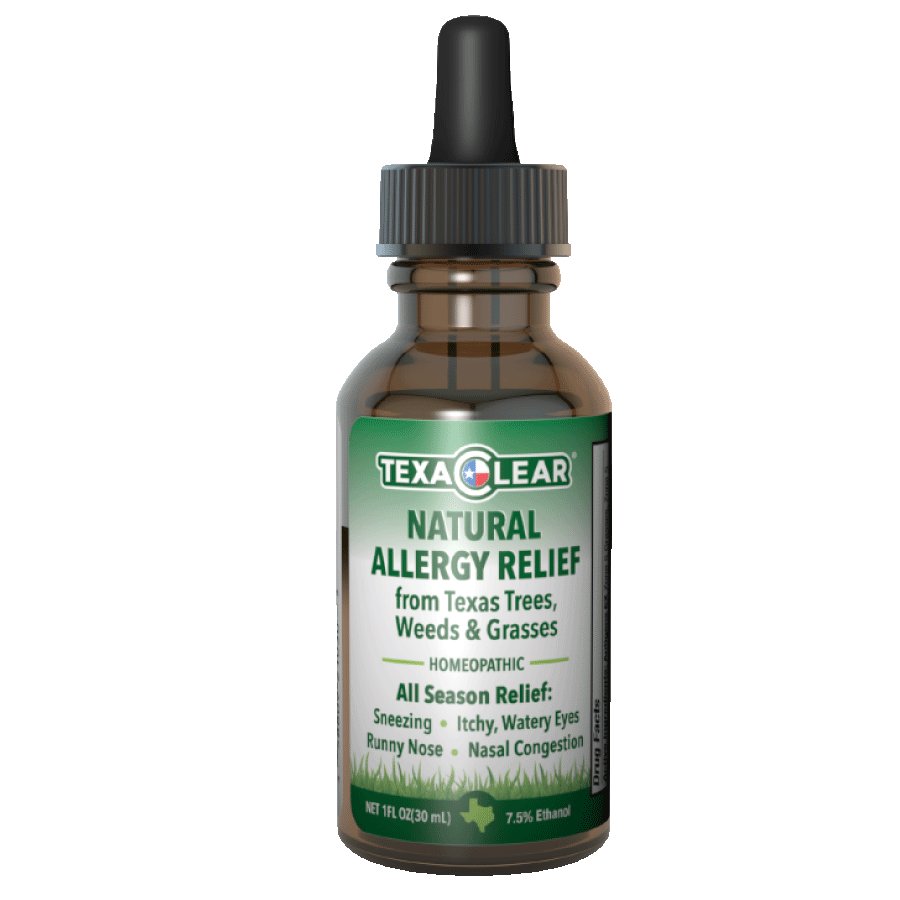 TEXACLEAR®
NATURAL
ALLERGY RELIEF
from Texas Trees,
Weeds & Grasses
HOMEOPATHIC
All Season Relief:
Sneezing • Itchy, Watery Eyes
Runny Nose • Nasal Congestion
NET 1FL OZ(30 mL)
7.5% Ethanol
Drug Facts